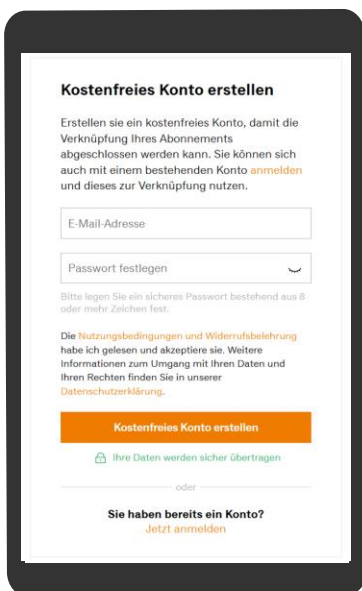 Kostenfreies Konto erstellen
Erstellen sie ein kostenfreies Konto, damit die
Verknüpfung Ihres Abonnements
abgeschlossen werden kann. Sie können sich
auch mit einem bestehenden Konto anmelden
und dieses zur Verknüpfung nutzen.
E-Mail-Adresse
Passwort festlegen
Bitte legen Sie ein sicheres Passwort bestehend aus 8
oder mehr Zeichen fest.
Die Nutzungsbedingungen und Widerrufsbelehrung
habe ich gelesen und akzeptiere sie. Weitere
Informationen zum Umgang mit Ihren Daten und
Ihren Rechten finden Sie in unserer
Datenschutzerklärung.
Kostenfreies Konto erstellen
Ihre Daten werden sicher übertragen
oder
Sie haben bereits ein Konto?
Jetzt anmelden